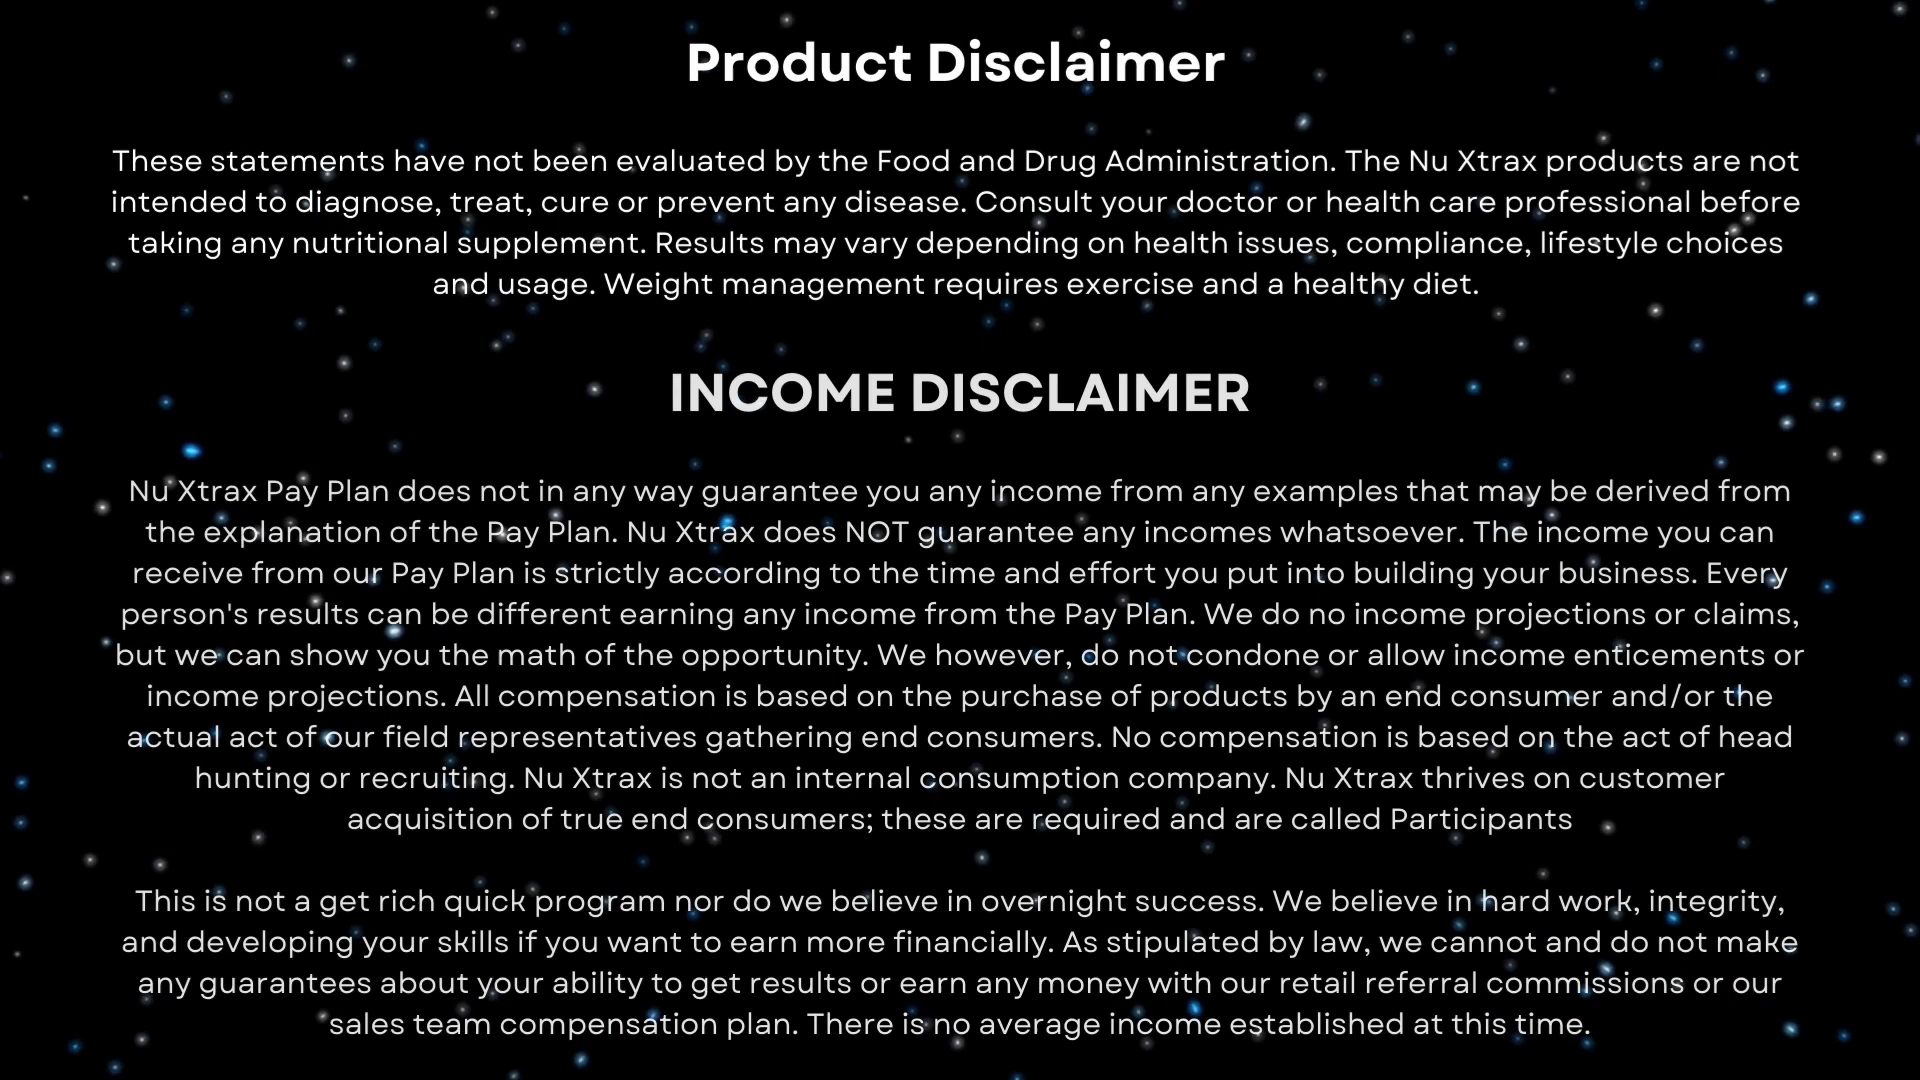 Product Disclaimer
These statements have not been evaluated by the Food and Drug Administration. The Nu Xtrax products are not
intended to diagnose, treat, cure or prevent any disease. Consult your doctor or health care professional before
taking any nutritional supplement. Results may vary depending on health issues, compliance, lifestyle choices
and usage. Weight management requires exercise and a healthy diet.
INCOME DISCLAIMER
Nu Xtrax Pay Plan does not in any way guarantee you any income from any examples that may be derived from
the explanation of the Pay Plan. Nu Xtrax does NOT guarantee any incomes whatsoever. The income you can
receive from our Pay Plan is strictly according to the time and effort you put into building your business. Every
person's results can be different earning any income from the Pay Plan. We do no income projections or claims,
but we can show you the math of the opportunity. We however, do not condone or allow income enticements or
income projections. All compensation is based on the purchase of products by an end consumer and/or the
actual act of our field representatives gathering end consumers. No compensation is based on the act of head
hunting or recruiting. Nu Xtrax is not an internal consumption company. Nu Xtrax thrives on customer
acquisition of true end consumers; these are required and are called Participants
This is not a get rich quick program nor do we believe in overnight success. We believe in hard work, integrity,
and developing your skills if you want to earn more financially. As stipulated by law, we cannot and do not make
any guarantees about your ability to get results or earn any money with our retail referral commissions or our
sales team compensation plan. There is no average income established at this time.